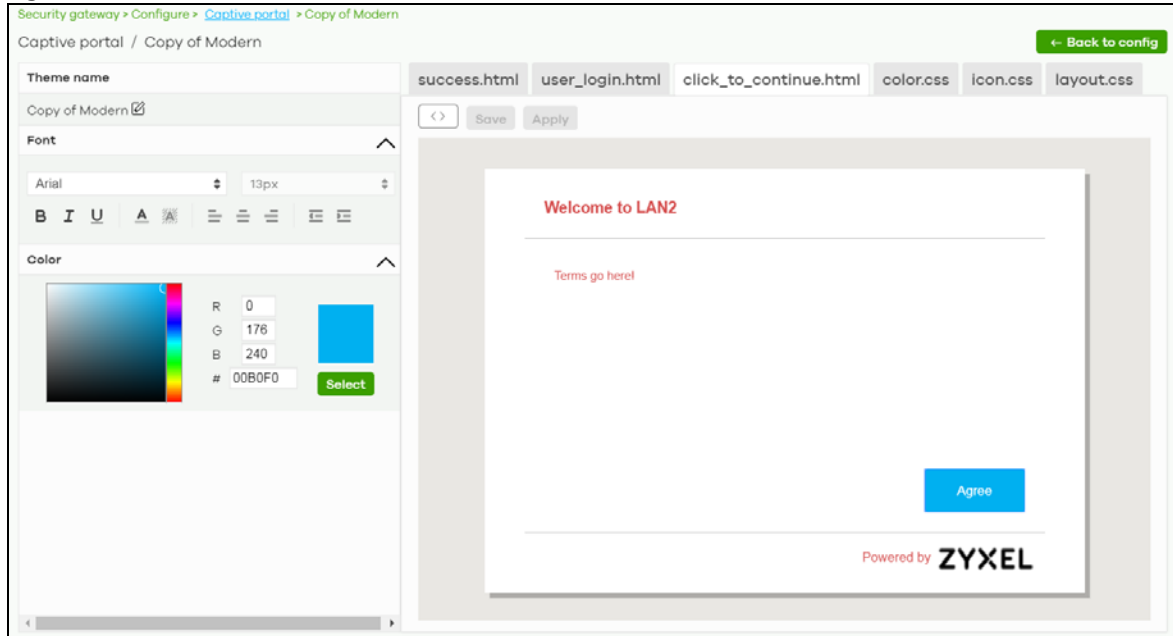 Security gateway > Configure > Captive portal > Copy of Modern
Captive portal / Copy of Modern
← Back to config
Theme name
Copy of Modern
Font
Arial
13px
B I U A A
Color
R 0
G 176
B 240
# 00B0F0
Select
success.html user_login.html click_to_continue.html color.css icon.css layout.css
<> Save Apply
Welcome to LAN2
Terms go here!
Agree
Powered by ZYXEL